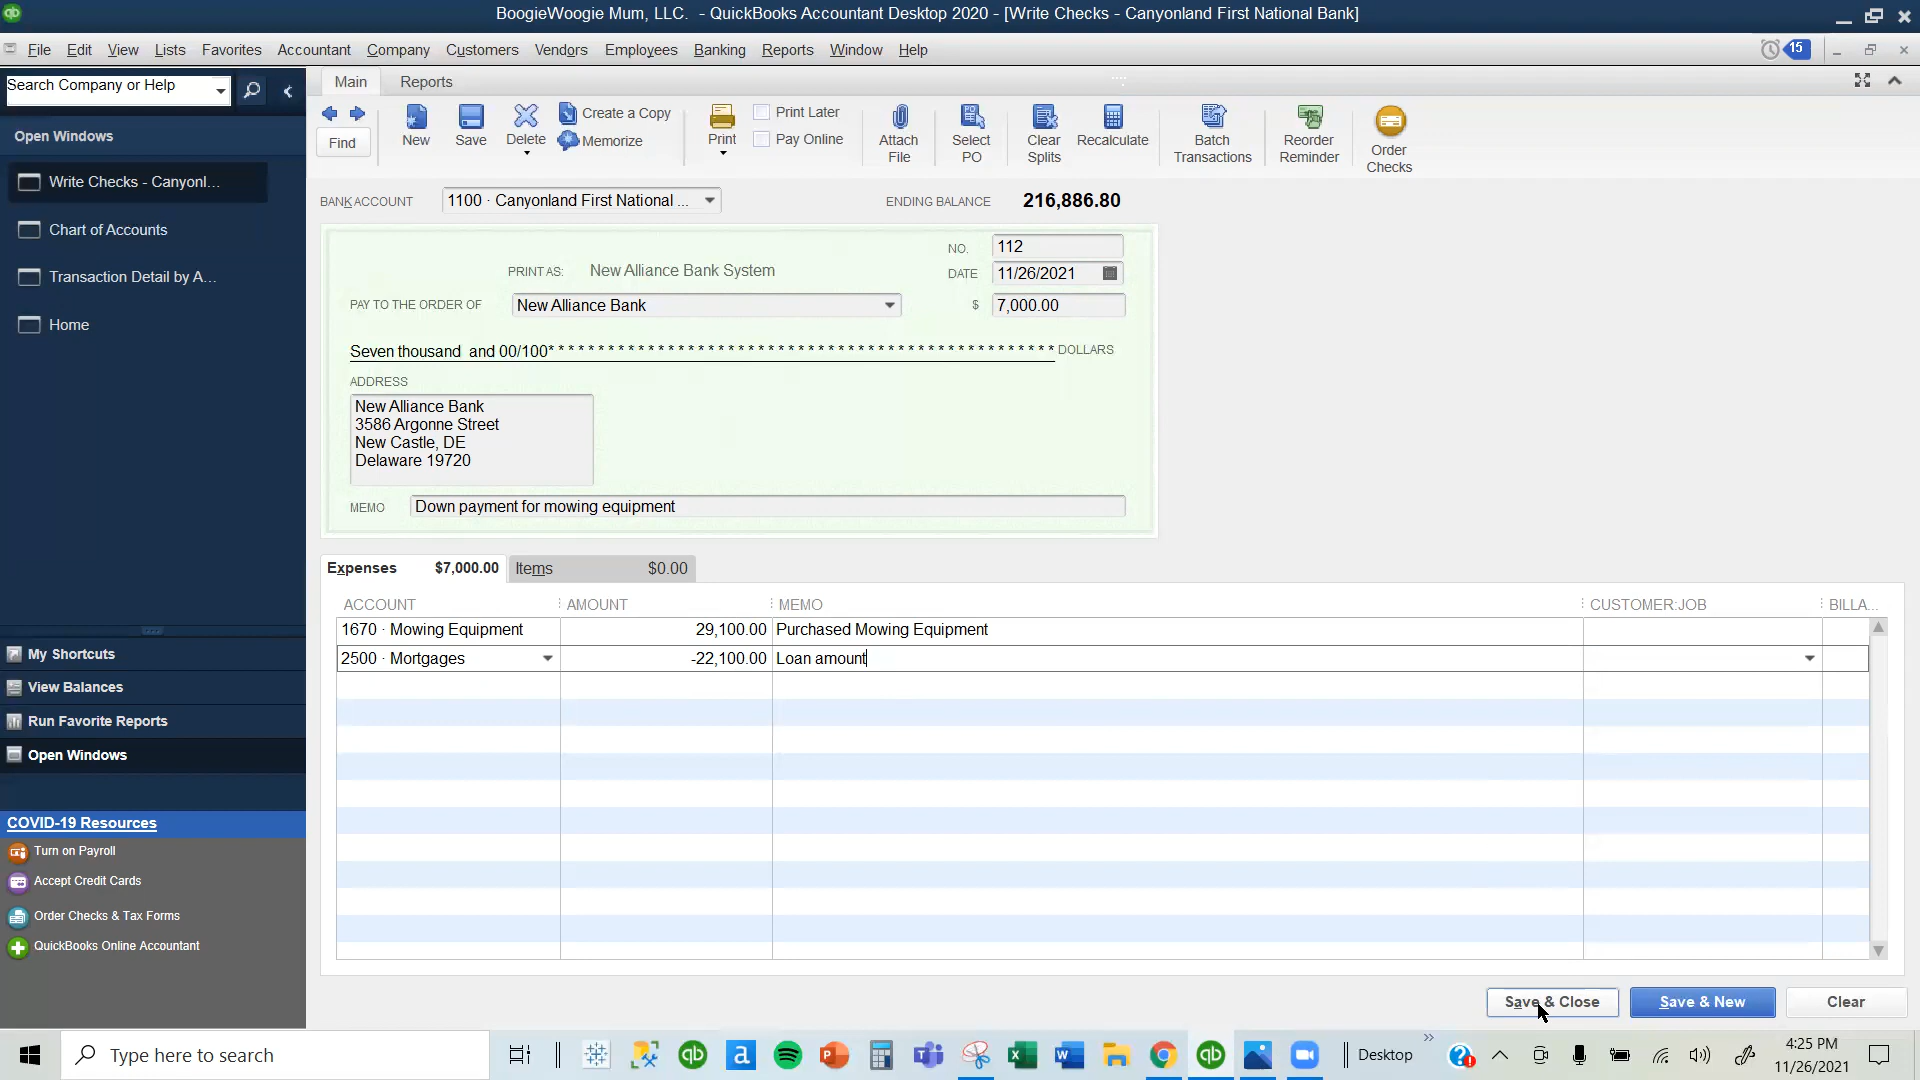 BoogieWoogie Mum, LLC. - QuickBooks Accountant Desktop 2020 - [Write Checks - Canyonland First National Bank]
File Edit View Lists Favorites Accountant Company Customers Vendors Employees Banking Reports Window Help 15
Search Company or Help
Open Windows
Write Checks - Canyonl...
Chart of Accounts
Transaction Detail by A...
Home
My Shortcuts
View Balances
Run Favorite Reports
Open Windows
COVID-19 Resources
Turn on Payroll
Accept Credit Cards
Order Checks & Tax Forms
QuickBooks Online Accountant
Main Reports
Find New Save Delete Create a Copy Memorize Print Print Later Pay Online
Attach File Select PO Clear Splits Recalculate Batch Transactions Reorder Reminder Order Checks
BANK ACCOUNT 1100 · Canyonland First National ... ENDING BALANCE 216,886.80
NO. 112
PRINT AS: New Alliance Bank System DATE 11/26/2021
PAY TO THE ORDER OF New Alliance Bank $ 7,000.00
Seven thousand and 00/100* * * * * * * * * * * * * * * * * * * * * * * * * * * * * * * * * * * * * * * * * * * * * * * * * * * DOLLARS
ADDRESS
New Alliance Bank
3586 Argonne Street
New Castle, DE
Delaware 19720
MEMO Down payment for mowing equipment
Expenses $7,000.00 Items $0.00
ACCOUNT AMOUNT MEMO CUSTOMER:JOB BILLA...
1670 · Mowing Equipment 29,100.00 Purchased Mowing Equipment
2500 · Mortgages -22,100.00 Loan amount
Save & Close Save & New Clear
Type here to search Desktop 4:25 PM
11/26/2021